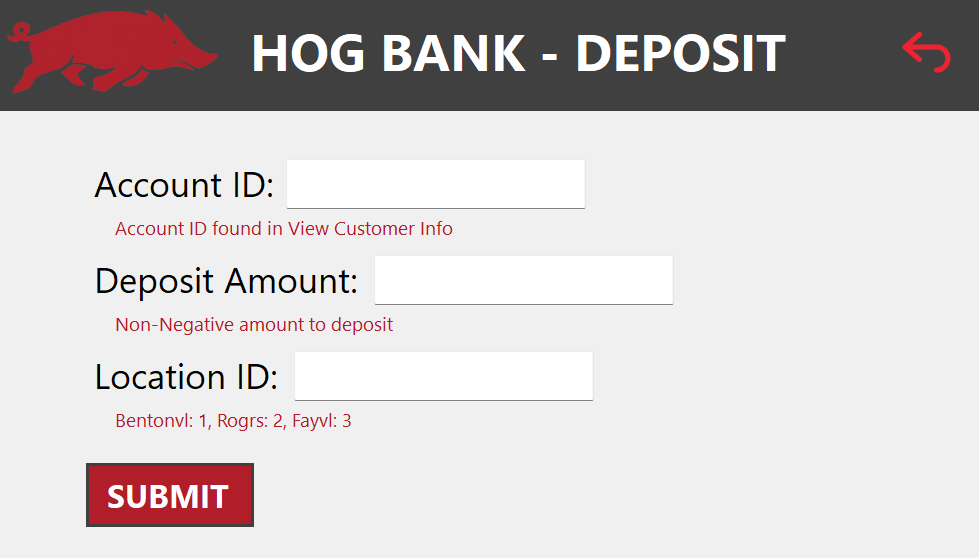 HOG BANK - DEPOSIT
Account ID:
Account ID found in View Customer Info
Deposit Amount:
Non-Negative amount to deposit
Location ID:
Bentonvl: 1, Rogrs: 2, Fayvl: 3
SUBMIT